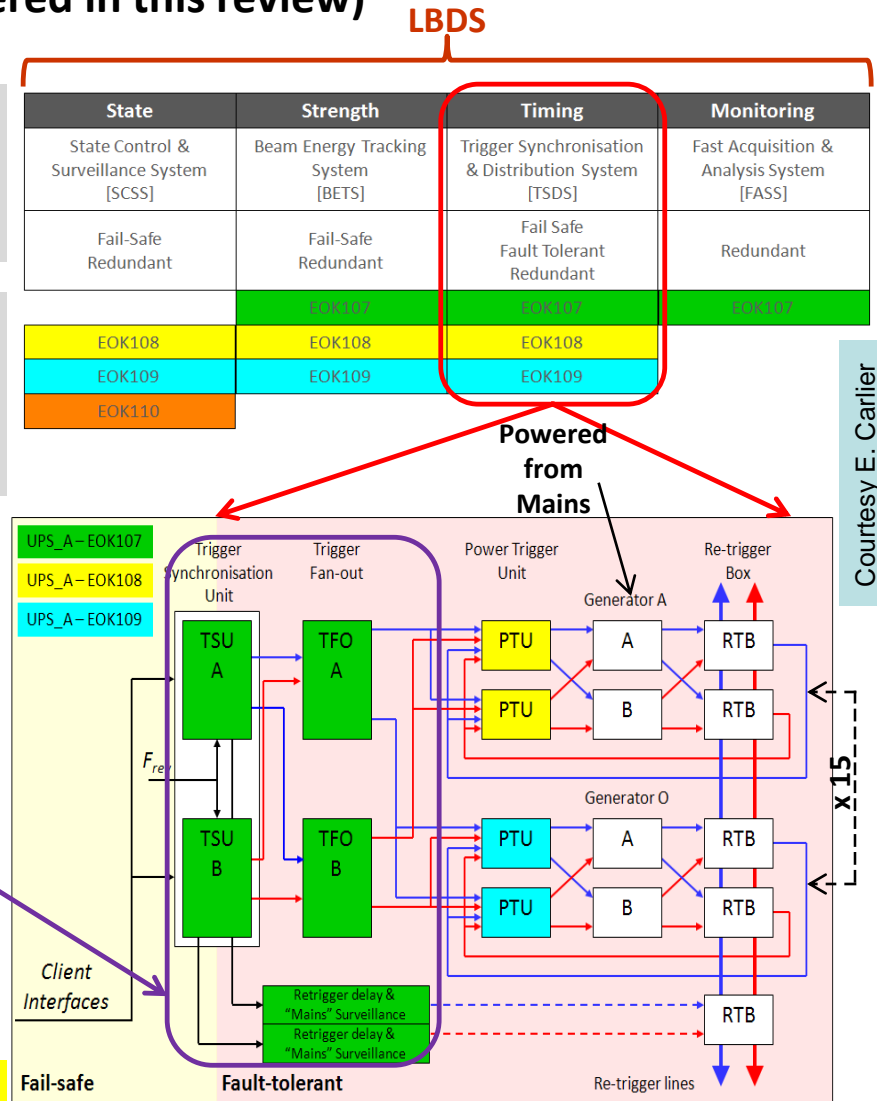 ered in this review)
LBDS
State Strength Timing Monitoring
State Control &
Surveillance System
[SCSS]
Beam Energy Tracking
System
[BETS]
Trigger Synchronisation
& Distribution System
[TSDS]
Fast Acquisition &
Analysis System
[FASS]
Fail-Safe
Redundant
Fail-Safe
Redundant
Fail Safe
Fault Tolerant
Redundant
Redundant
EOK107 EOK107 EOK107
EOK108 EOK108 EOK108
EOK109 EOK109 EOK109
EOK110
Courtesy E. Carlier
Powered
from
Mains
UPS_A – EOK107
UPS_A – EOK108
UPS_A – EOK109
Trigger
Synchronisation
Unit
Trigger
Fan-out
Power Trigger
Unit
Re-trigger
Box
Generator A
TSU
A
TFO
A
PTU
A
RTB
PTU
B
RTB
Frev
x 15
Generator O
TSU
B
TFO
B
PTU
A
RTB
PTU
B
RTB
Client
Interfaces
Retrigger delay &
"Mains" Surveillance
Retrigger delay &
"Mains" Surveillance
RTB
Fail-safe
Fault-tolerant
Re-trigger lines